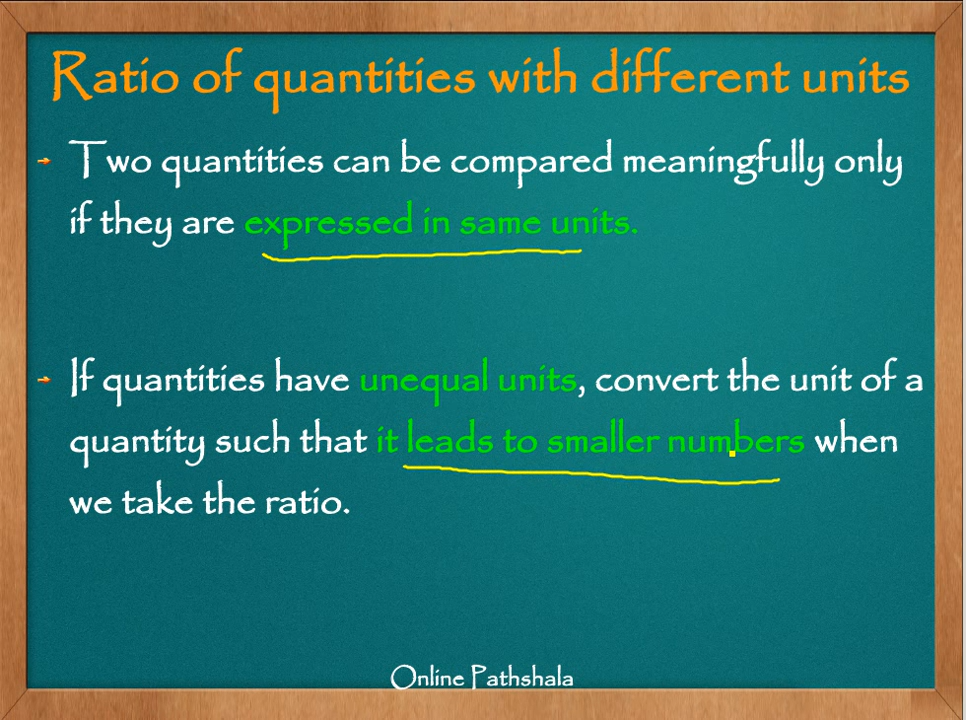 Ratio of quantities with different units
Two quantities can be compared meaningfully only
if they are expressed in same units.
If quantities have unequal units, convert the unit of a
quantity such that it leads to smaller numbers when
we take the ratio.
Online Pathshala